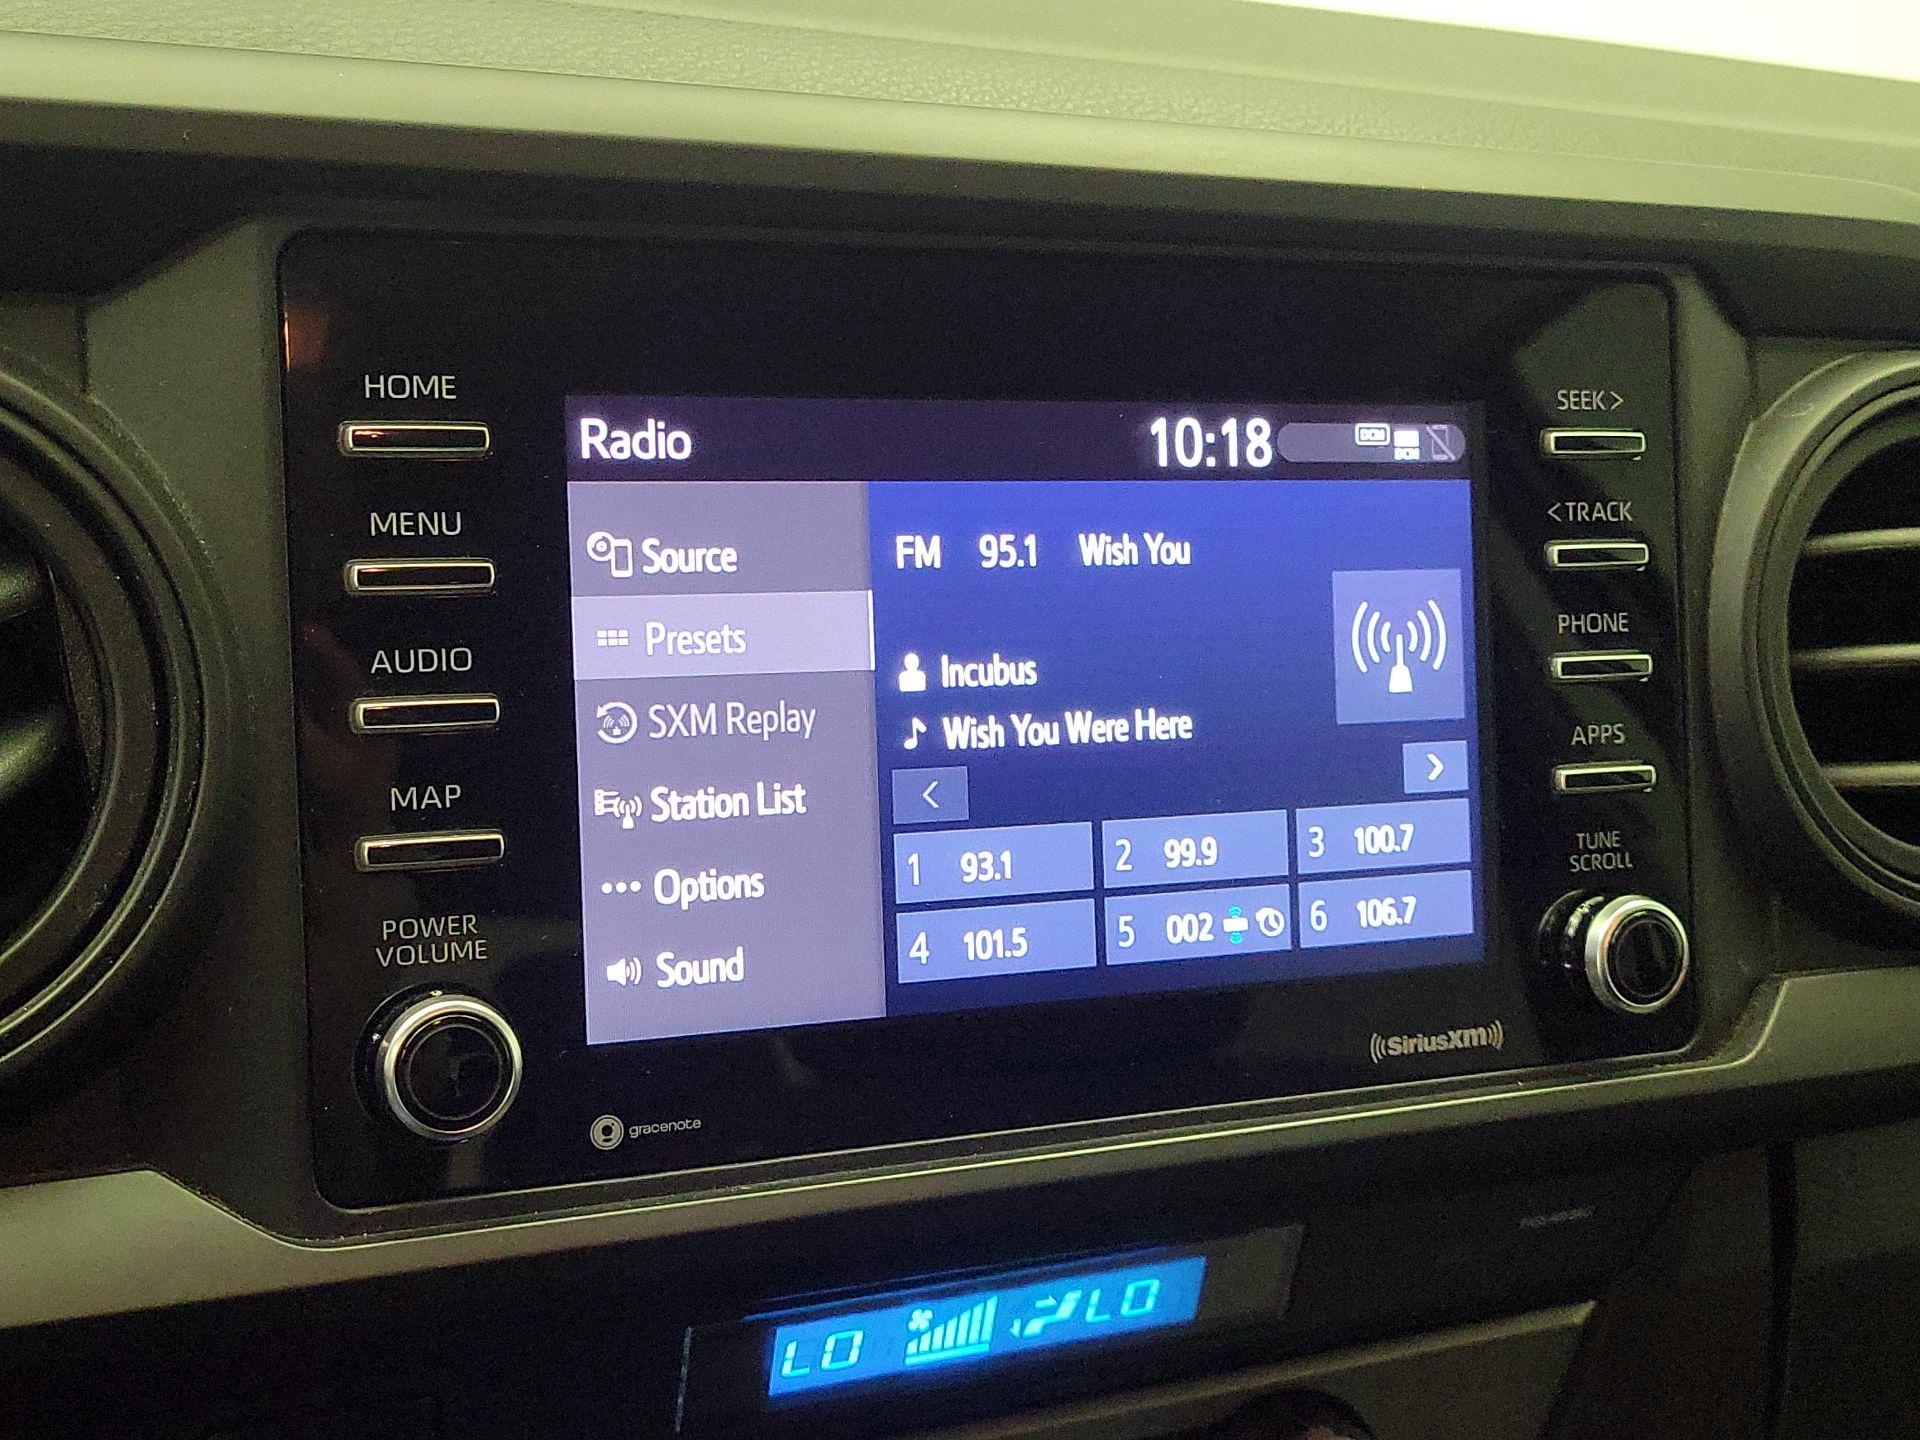 HOME
MENU
AUDIO
MAP
POWER
VOLUME
Radio
10:18
DCM
DCM
Source
Presets
SXM Replay
Station List
Options
Sound
FM 95.1 Wish You
Incubus
Wish You Were Here
< >
1 93.1
2 99.9
3 100.7
4 101.5
5 002
6 106.7
SEEK >
< TRACK
PHONE
APPS
TUNE
SCROLL
SiriusXM
gracenote
LO LO